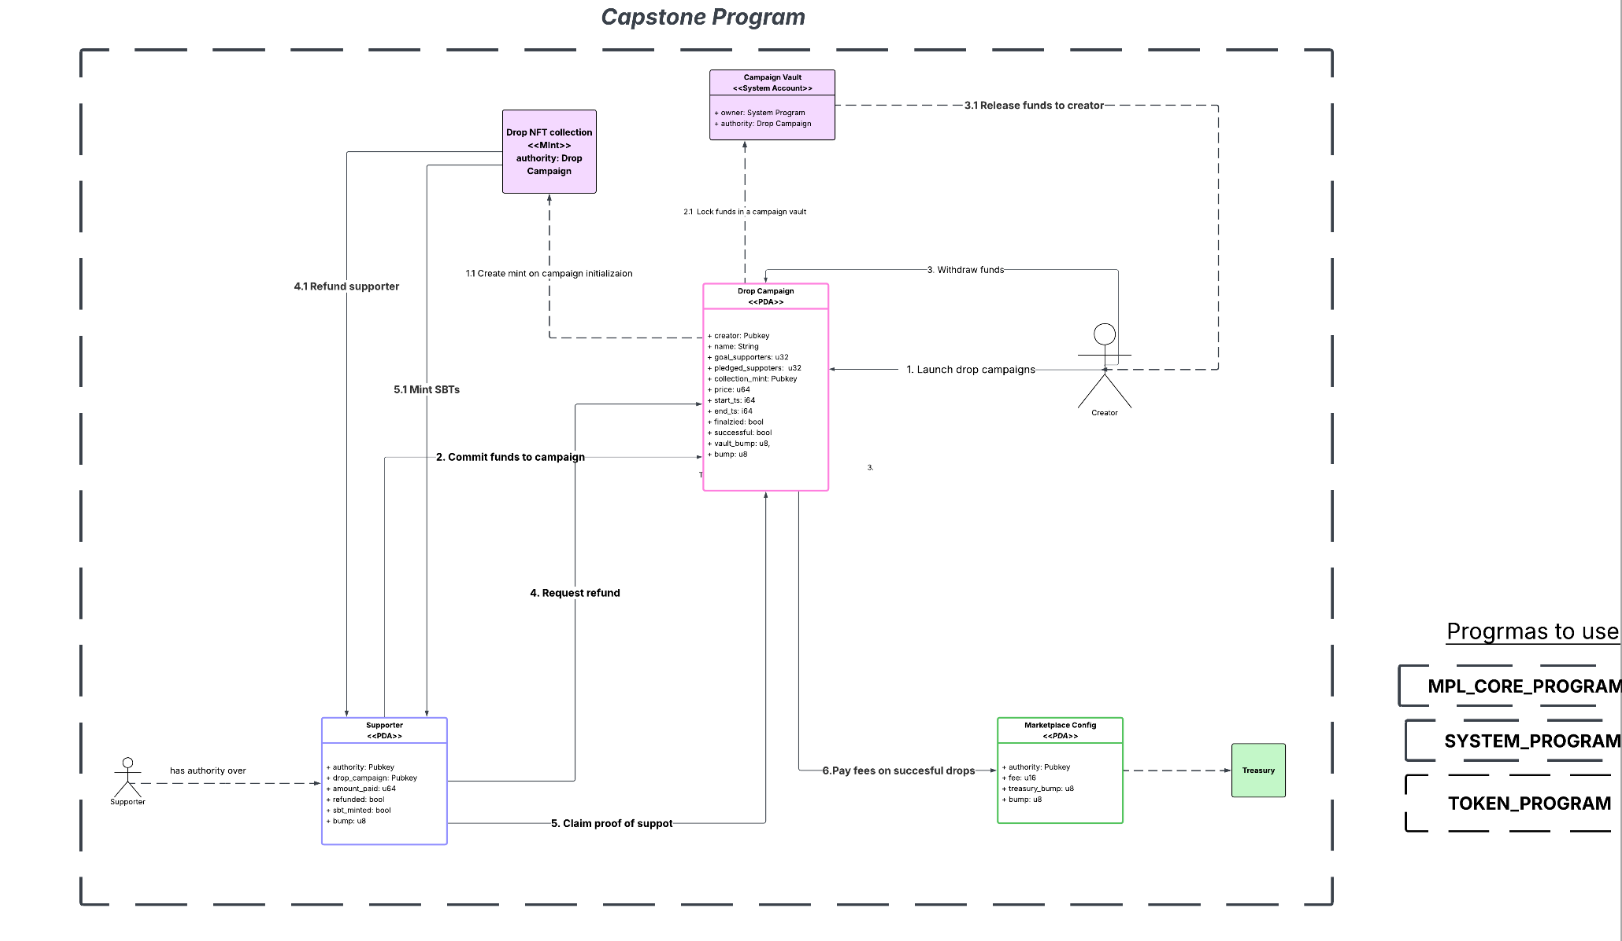 Capstone Program
Campaign Vault
<<System Account>>
+ owner: System Program
+ authority: Drop Campaign
3.1 Release funds to creator
Drop NFT collection
<<Mint>>
authority: Drop
Campaign
2.1 Lock funds in a campaign vault
1.1 Create mint on campaign initializaion
3. Withdraw funds
4.1 Refund supporter
Drop Campaign
<<PDA>>
+ creator: Pubkey
+ name: String
+ goal_supporters: u32
+ pledged_suppoters: u32
+ collection_mint: Pubkey
+ price: u64
+ start_ts: i64
+ end_ts: i64
+ finalzied: bool
+ successful: bool
+ vault_bump: u8,
+ bump: u8
1. Launch drop campaigns
Creator
5.1 Mint SBTs
2. Commit funds to campaign
T
3.
4. Request refund
Progrmas to use
MPL_CORE_PROGRAM
SYSTEM_PROGRAM
TOKEN_PROGRAM
Supporter
<<PDA>>
+ authority: Pubkey
+ drop_campaign: Pubkey
+ amount_paid: u64
+ refunded: bool
+ sbt_minted: bool
+ bump: u8
has authority over
Supporter
5. Claim proof of suppot
6.Pay fees on succesful drops
Marketplace Config
<<PDA>>
+ authority: Pubkey
+ fee: u16
+ treasury_bump: u8
+ bump: u8
Treasury